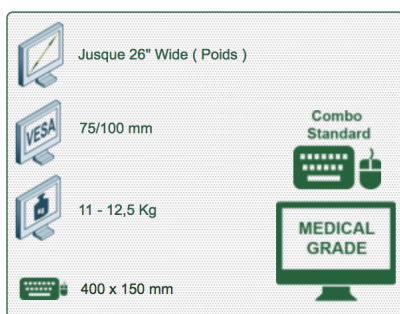 Jusque 26" Wide ( Poids )
VESA
75/100 mm
KG
11 - 12,5 Kg
400 x 150 mm
Combo
Standard
MEDICAL
GRADE